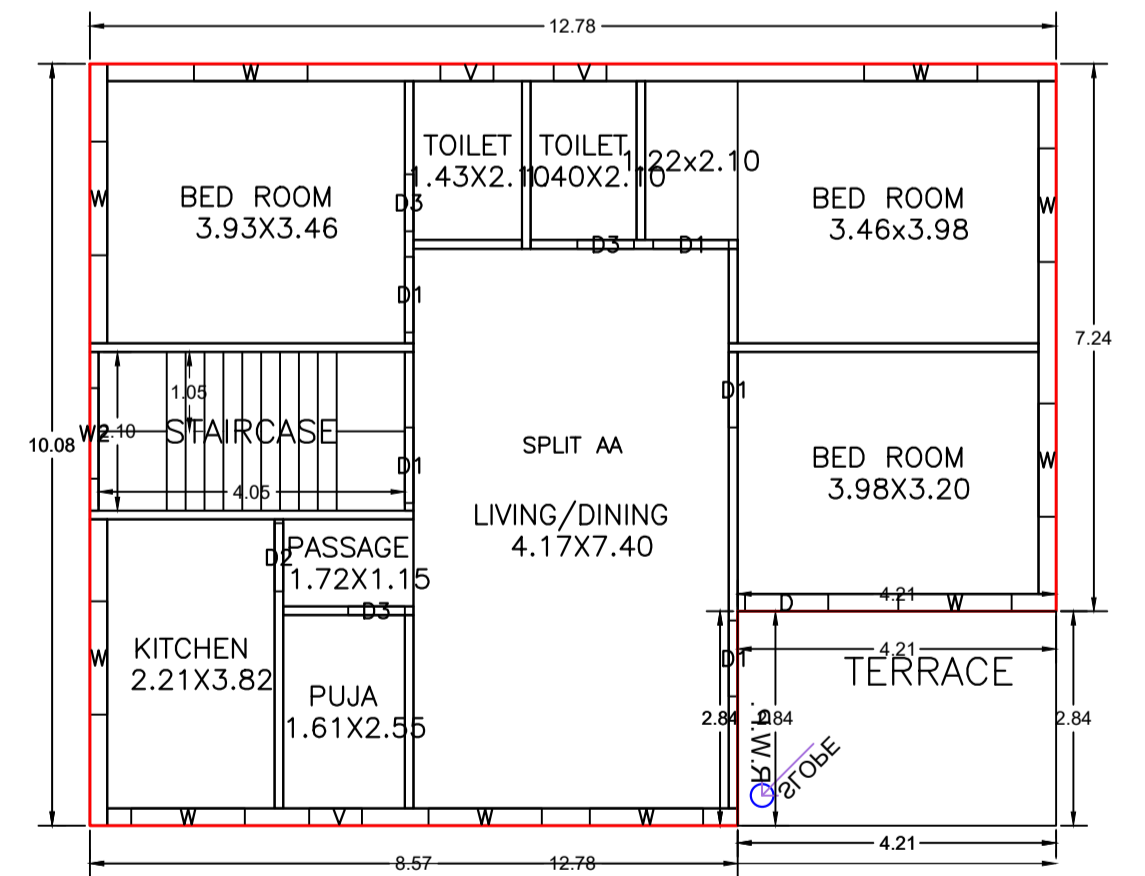 12.78
W
V
V
W
TOILET
1.43X2.10
TOILET
1.040X2.10
1.22x2.10
BED ROOM
3.93X3.46
BED ROOM
3.46x3.98
W
W
D3
D3
D1
D1
7.24
1.05
2.10
W2
STAIRCASE
10.08
D1
4.05
D1
SPLIT AA
LIVING/DINING
4.17X7.40
BED ROOM
3.98X3.20
W
D2
PASSAGE
1.72X1.15
D3
4.21
D
W
KITCHEN
2.21X3.82
W
PUJA
1.61X2.55
D1
4.21
TERRACE
2.84
2.84
2.84
R.W.P.
SLOPE
W
V
W
W
4.21
8.57
12.78